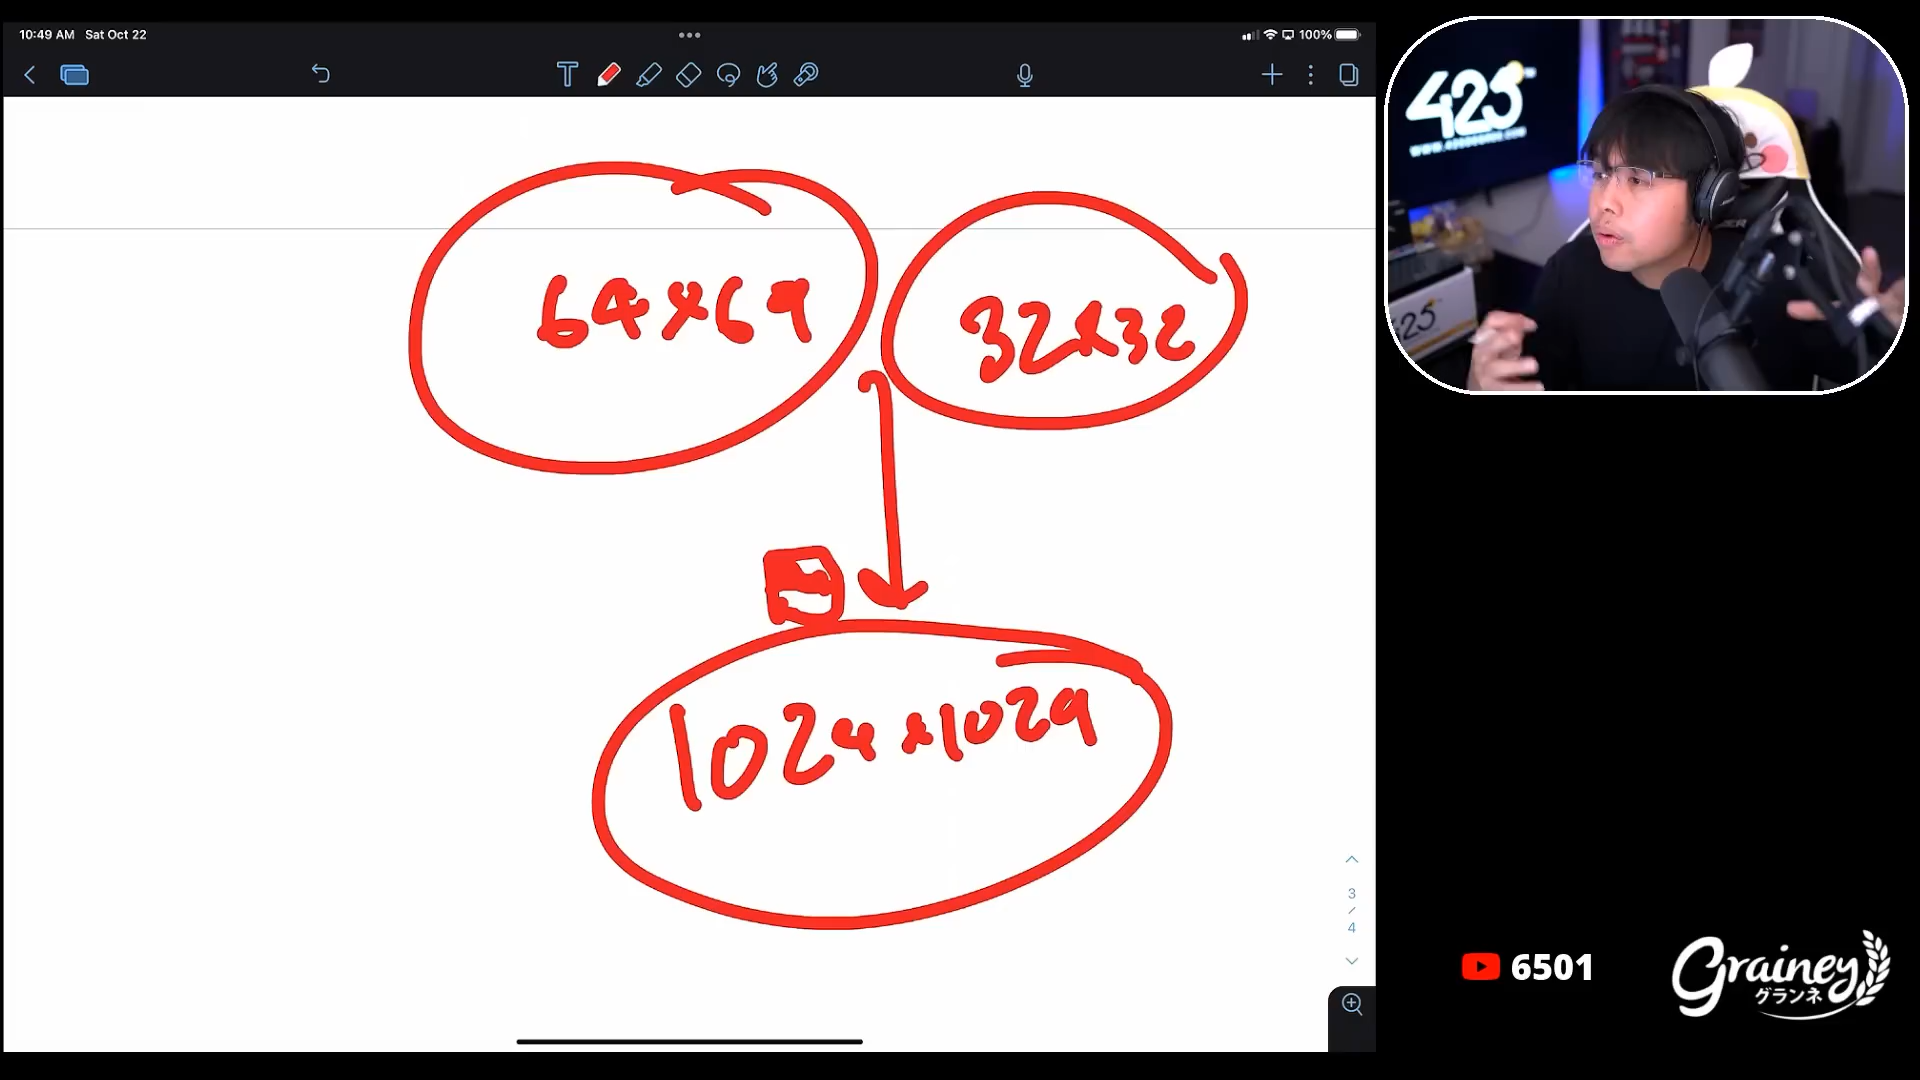 10:49 AM Sat Oct 22
100%
T
64x64
32x32
1024x1024
3
/
4
425
425
6501
Grainey
グランネ